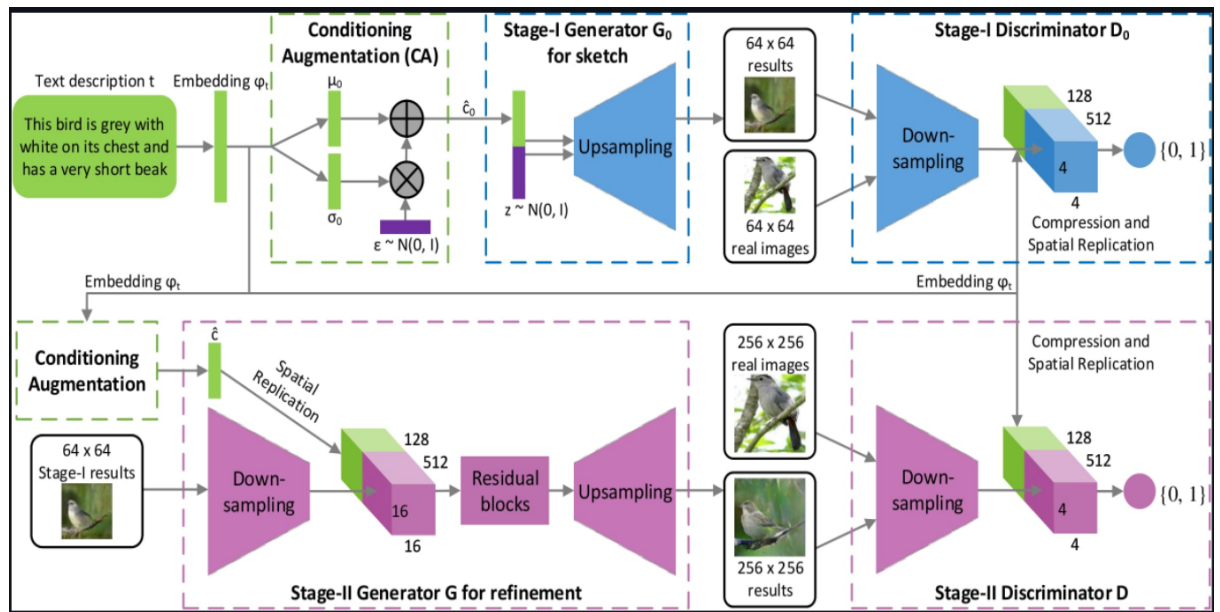 Text description t
This bird is grey with
white on its chest and
has a very short beak
Embedding φt
Conditioning
Augmentation (CA)
μ0
σ0
ε ~ N(0, I)
ĉ0
Stage-I Generator G0
for sketch
z ~ N(0, I)
Upsampling
64 x 64
results
64 x 64
real images
Stage-I Discriminator D0
Down-
sampling
128
512
4
4
{0, 1}
Compression and
Spatial Replication
Embedding φt
Embedding φt
Conditioning
Augmentation
64 x 64
Stage-I results
ĉ
Spatial
Replication
Down-
sampling
128
512
16
16
Residual
blocks
Upsampling
Stage-II Generator G for refinement
256 x 256
real images
256 x 256
results
Compression and
Spatial Replication
Down-
sampling
128
512
4
4
{0, 1}
Stage-II Discriminator D